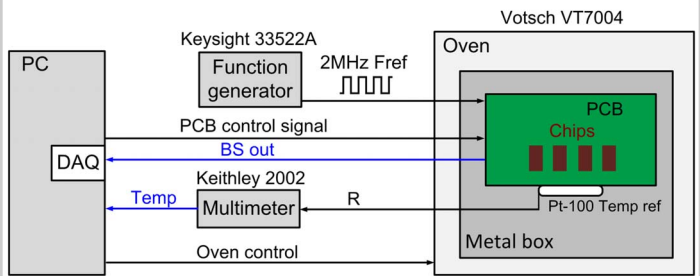 Votsch VT7004
Keysight 33522A
Oven
PC
Function
generator
2MHz Fref
PCB
PCB control signal
Chips
BS out
DAQ
Keithley 2002
Temp
Multimeter
R
Pt-100 Temp ref
Metal box
Oven control